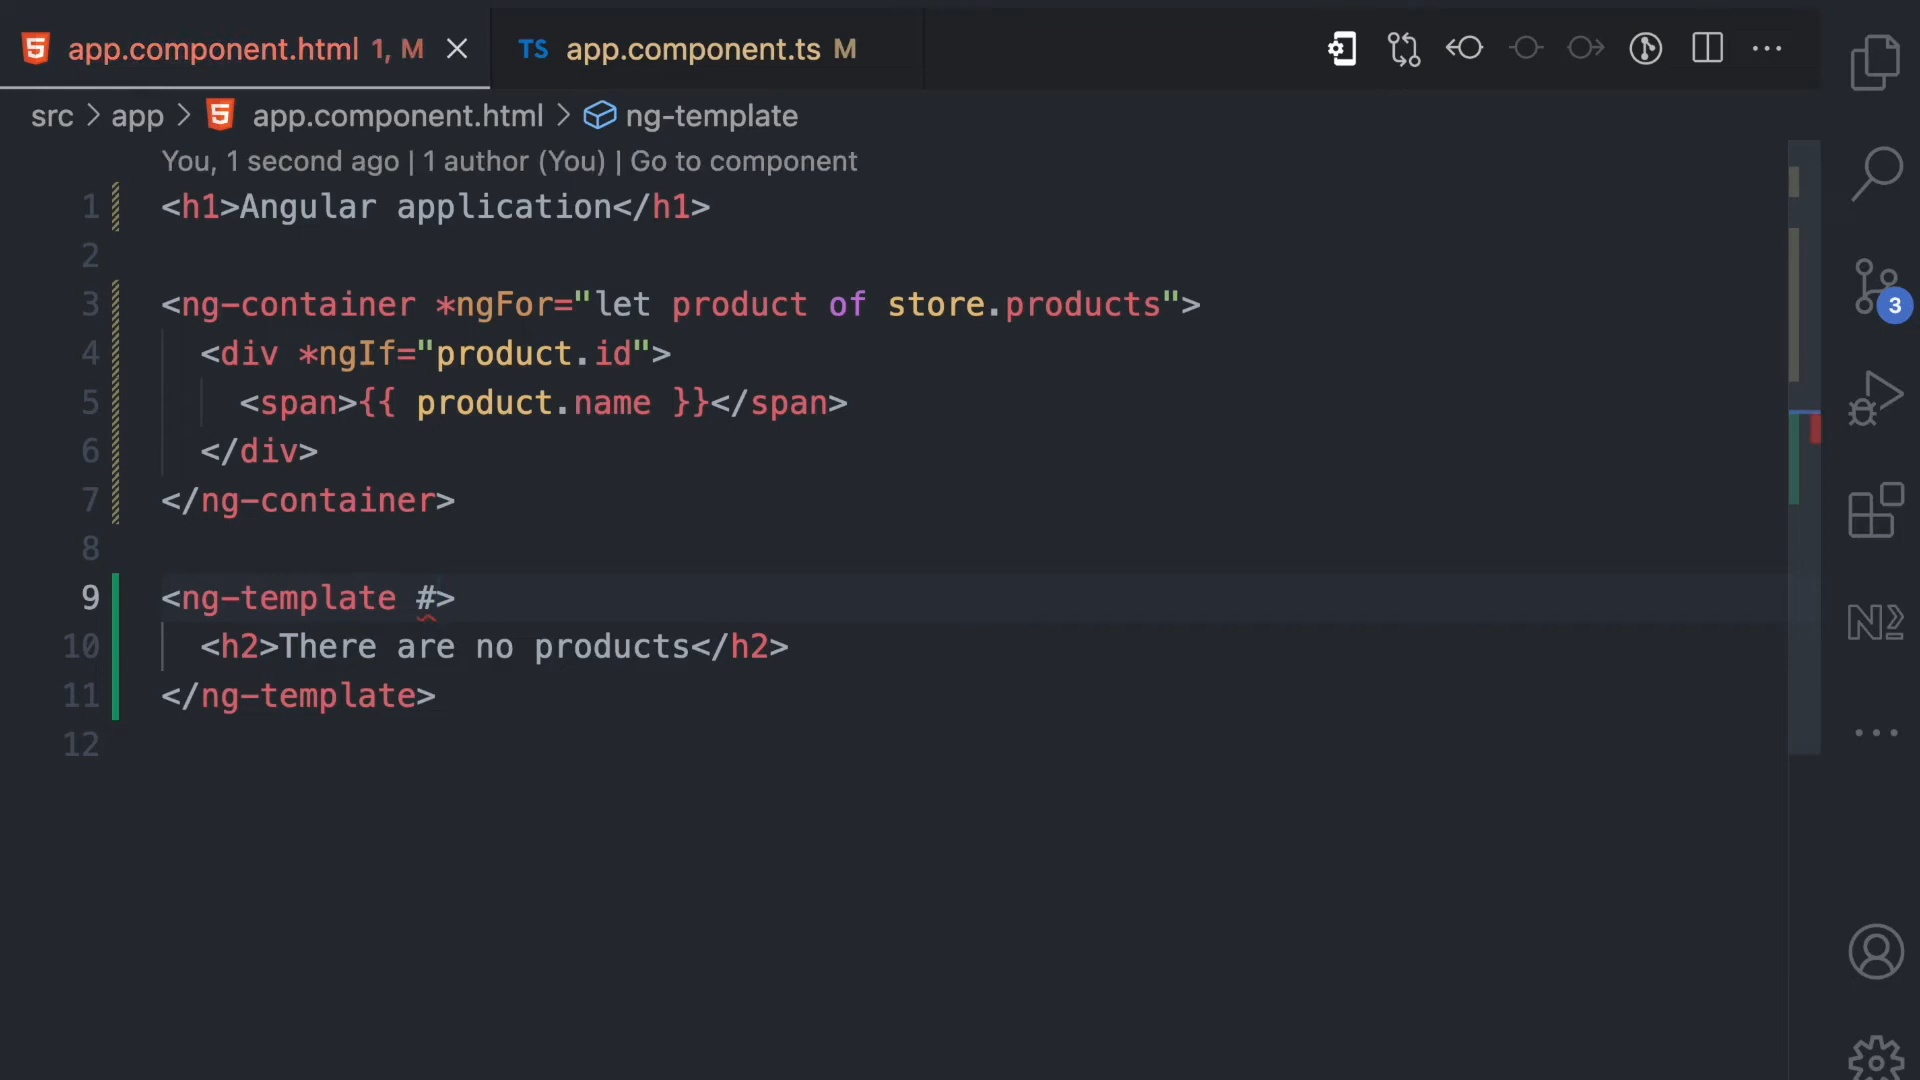 app.component.html 1, M
TS app.component.ts M
src > app > app.component.html > ng-template
You, 1 second ago | 1 author (You) | Go to component
1 <h1>Angular application</h1>
2
3 <ng-container *ngFor="let product of store.products">
4 <div *ngIf="product.id">
5 <span>{{ product.name }}</span>
6 </div>
7 </ng-container>
8
9 <ng-template #>
10 <h2>There are no products</h2>
11 </ng-template>
12
3